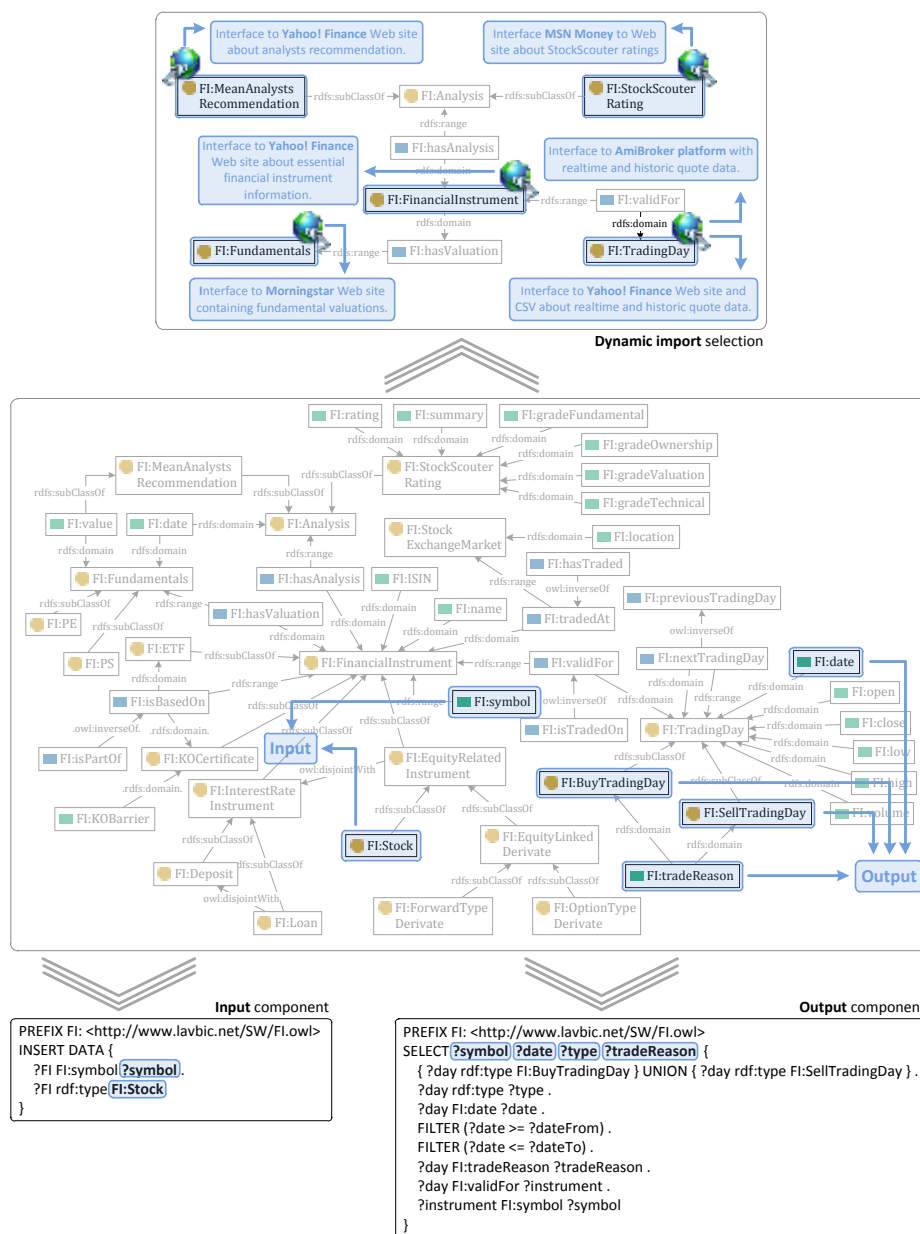 Interface to Yahoo! Finance Web site
about analysts recommendation.
Interface MSN Money to Web
site about StockScouter ratings
FI:MeanAnalysts
Recommendation
rdfs:subClassOf
FI:Analysis
rdfs:subClassOf
FI:StockScouter
Rating
rdfs:range
Interface to Yahoo! Finance
Web site about essential
financial instrument
information.
FI:hasAnalysis
rdfs:domain
Interface to AmiBroker platform with
realtime and historic quote data.
FI:FinancialInstrument
rdfs:range
FI:validFor
rdfs:domain
rdfs:domain
FI:Fundamentals
rdfs:range
FI:hasValuation
FI:TradingDay
Interface to Morningstar Web site
containing fundamental valuations.
Interface to Yahoo! Finance Web site and
CSV about realtime and historic quote data.
Dynamic import selection
FI:rating
FI:summary
FI:gradeFundamental
rdfs:domain
rdfs:domain
rdfs:domain
FI:gradeOwnership
rdfs:domain
FI:MeanAnalysts
Recommendation
rdfs:subClassOf
FI:StockScouter
Rating
rdfs:domain
FI:gradeValuation
rdfs:subClassOf
rdfs:subClassOf
rdfs:domain
FI:gradeTechnical
FI:value
FI:date
rdfs:domain
FI:Analysis
FI:Stock
ExchangeMarket
rdfs:domain
FI:location
rdfs:domain
rdfs:domain
rdfs:range
FI:hasTraded
FI:Fundamentals
FI:hasAnalysis
FI:ISIN
rdfs:range
owl:inverseOf
rdfs:subClassOf
rdfs:range
FI:hasValuation
rdfs:domain
FI:name
FI:tradedAt
FI:previousTradingDay
FI:PE
rdfs:subClassOf
rdfs:domain
rdfs:domain
rdfs:domain
rdfs:domain
owl:inverseOf
FI:PS
FI:ETF
rdfs:subClassOf
FI:FinancialInstrument
rdfs:range
FI:validFor
FI:nextTradingDay
FI:date
rdfs:domain
rdfs:range
rdfs:domain
rdfs:range
rdfs:domain
FI:isBasedOn
FI:symbol
owl:inverseOf
rdfs:domain
rdfs:domain
FI:open
owl:inverseOf.
rdfs:domain.
rdfs:subClassOf
FI:isTradedOn
FI:TradingDay
rdfs:domain
FI:close
FI:isPartOf
FI:KOCertificate
Input
rdfs:subClassOf
FI:EquityRelated
Instrument
rdfs:subClassOf
rdfs:domain
FI:low
owl:disjointWith
rdfs:domain.
FI:InterestRate
Instrument
FI:BuyTradingDay
rdfs:subClassOf
rdfs:domain
FI:high
FI:KOBarrier
rdfs:subClassOf
rdfs:subClassOf
FI:SellTradingDay
FI:volume
rdfs:subClassOf
rdfs:subClassOf
FI:Stock
FI:EquityLinked
Derivate
rdfs:domain
rdfs:domain
FI:Deposit
rdfs:subClassOf
rdfs:subClassOf
FI:tradeReason
Output
owl:disjointWith
FI:Loan
FI:ForwardType
Derivate
FI:OptionType
Derivate
Input component
PREFIX FI: <http://www.lavbic.net/SW/FI.owl>
INSERT DATA {
?FI FI:symbol ?symbol .
?FI rdf:type FI:Stock
}
Output component
PREFIX FI: <http://www.lavbic.net/SW/FI.owl>
SELECT ?symbol ?date ?type ?tradeReason {
{ ?day rdf:type FI:BuyTradingDay } UNION { ?day rdf:type FI:SellTradingDay } .
?day rdf:type ?type .
?day FI:date ?date .
FILTER (?date >= ?dateFrom) .
FILTER (?date <= ?dateTo) .
?day FI:tradeReason ?tradeReason .
?day FI:validFor ?instrument .
?instrument FI:symbol ?symbol
}